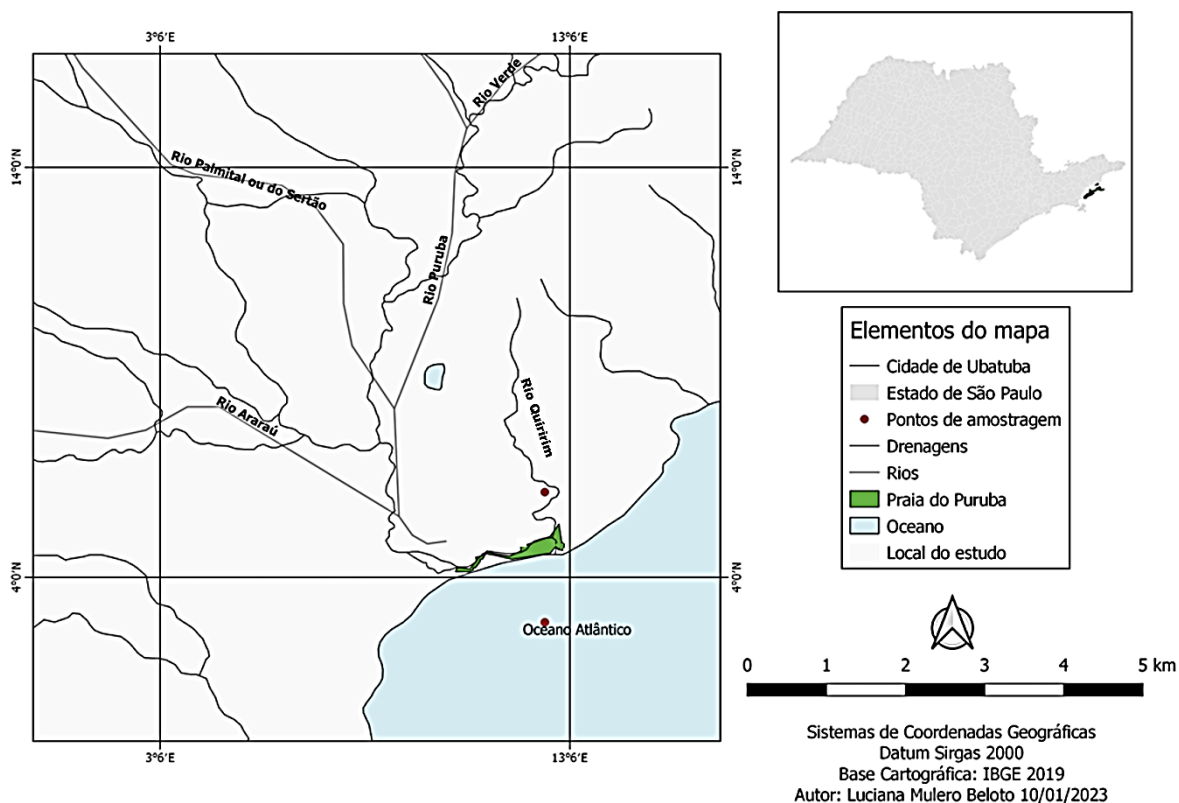 3°6'E
13°6'E
14°0'N
14°0'N
Rio Verde
Rio Palmital ou do Sertão
Rio Puruba
Rio Quiririm
Rio Araraú
4°0'N
4°0'N
Oceano Atlântico
3°6'E
13°6'E
Elementos do mapa
Cidade de Ubatuba
Estado de São Paulo
Pontos de amostragem
Drenagens
Rios
Praia do Puruba
Oceano
Local do estudo
0 1 2 3 4 5 km
Sistemas de Coordenadas Geográficas
Datum Sirgas 2000
Base Cartográfica: IBGE 2019
Autor: Luciana Mulero Beloto 10/01/2023